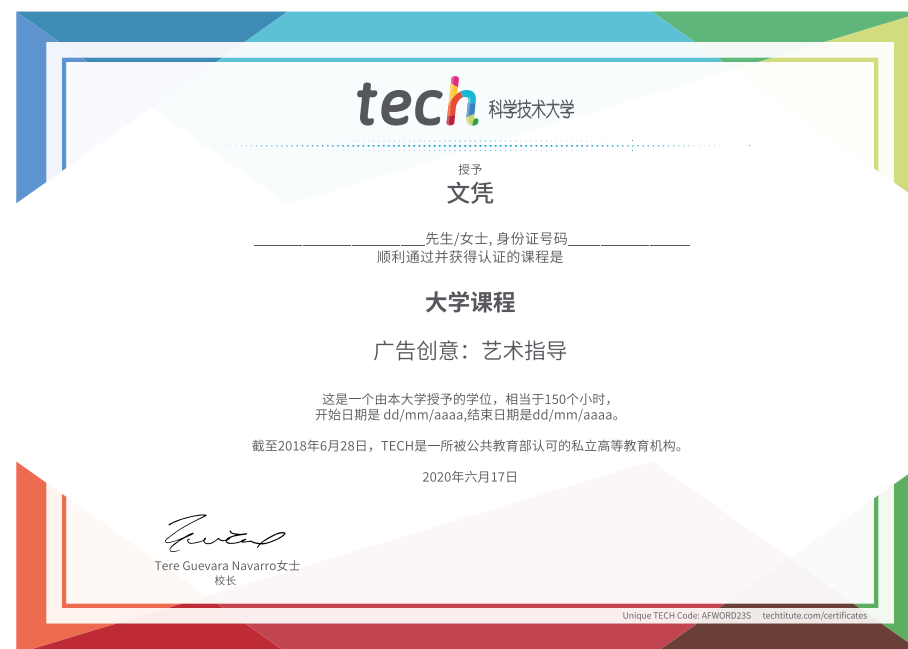 tech 科学技术大学
授予
文凭
先生/女士, 身份证号码
顺利通过并获得认证的课程是
大学课程
广告创意：艺术指导
这是一个由本大学授予的学位，相当于150个小时，
开始日期是 dd/mm/aaaa,结束日期是dd/mm/aaaa。
截至2018年6月28日，TECH是一所被公共教育部认可的私立高等教育机构。
2020年六月17日
Tere Guevara Navarro女士
校长
Unique TECH Code: AFWORD23S techtitute.com/certificates